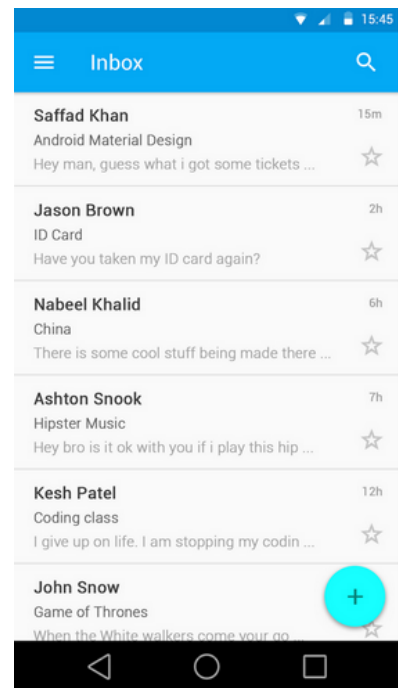 15:45
Inbox
Saffad Khan 15m
Android Material Design
Hey man, guess what i got some tickets ...
Jason Brown 2h
ID Card
Have you taken my ID card again?
Nabeel Khalid 6h
China
There is some cool stuff being made there ...
Ashton Snook 7h
Hipster Music
Hey bro is it ok with you if i play this hip ...
Kesh Patel 12h
Coding class
I give up on life. I am stopping my codin ...
John Snow
Game of Thrones
When the White walkers come your go ...